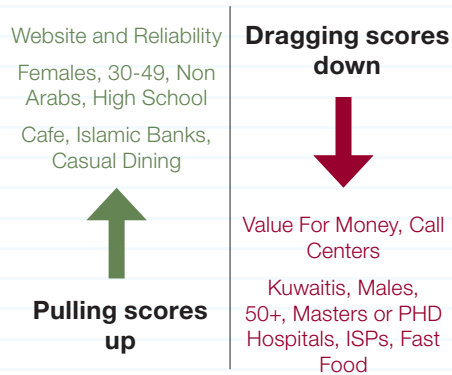 Website and Reliability
Females, 30-49, Non
Arabs, High School
Cafe, Islamic Banks,
Casual Dining
Pulling scores
up
Dragging scores
down
Value For Money, Call
Centers
Kuwaitis, Males,
50+, Masters or PHD
Hospitals, ISPs, Fast
Food